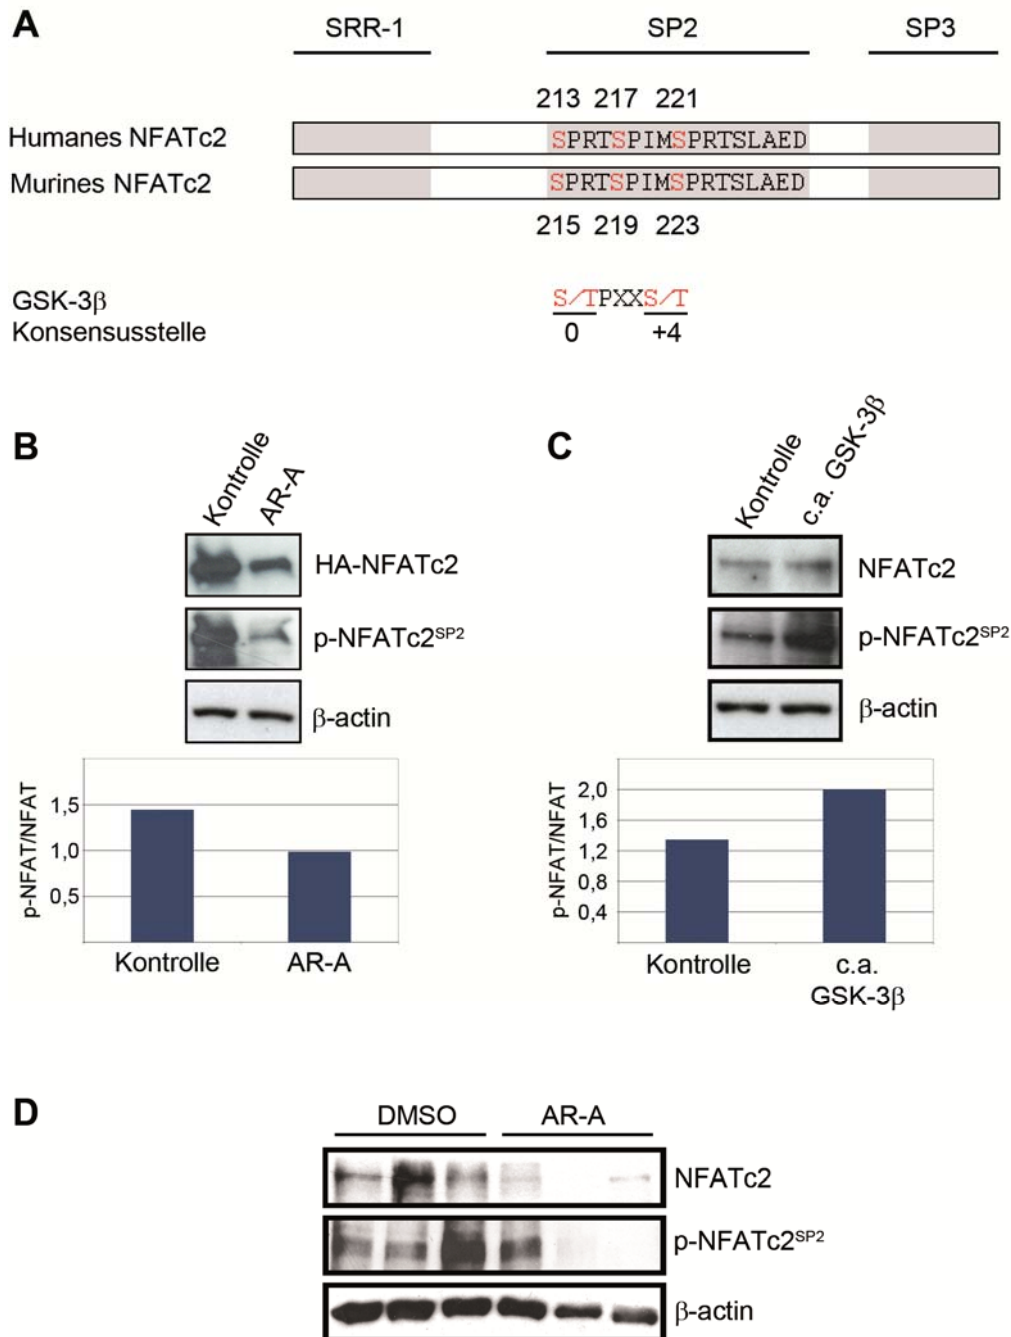 A
SRR-1 SP2 SP3
213 217 221
Humanes NFATc2 SPRTSPIMSPRTSLAED
Murines NFATc2 SPRTSPIMSPRTSLAED
215 219 223
GSK-3β S/TPXXS/T
Konsensusstelle 0 +4
B
Kontrolle AR-A
HA-NFATc2
p-NFATc2SP2
β-actin
p-NFAT/NFAT
1,5
1,0
0,5
Kontrolle AR-A
C
Kontrolle c.a. GSK-3β
NFATc2
p-NFATc2SP2
β-actin
p-NFAT/NFAT
2,0
1,6
1,2
0,8
0,4
Kontrolle c.a.
GSK-3β
D
DMSO AR-A
NFATc2
p-NFATc2SP2
β-actin